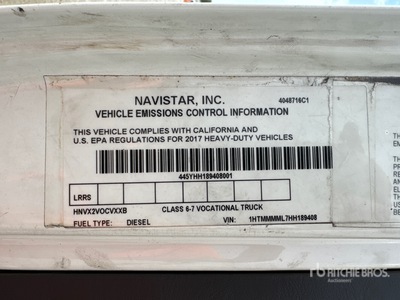 NAVISTAR, INC.
4048716C1
VEHICLE EMISSIONS CONTROL INFORMATION
THIS VEHICLE COMPLIES WITH CALIFORNIA AND
U.S. EPA REGULATIONS FOR 2017 HEAVY-DUTY VEHICLES
445YHH189408001
LRRS
HNVX2VOCVXXB
CLASS 6-7 VOCATIONAL TRUCK
FUEL TYPE: DIESEL
VIN: 1HTMMMML7HH189408
rb RITCHIE BROS.